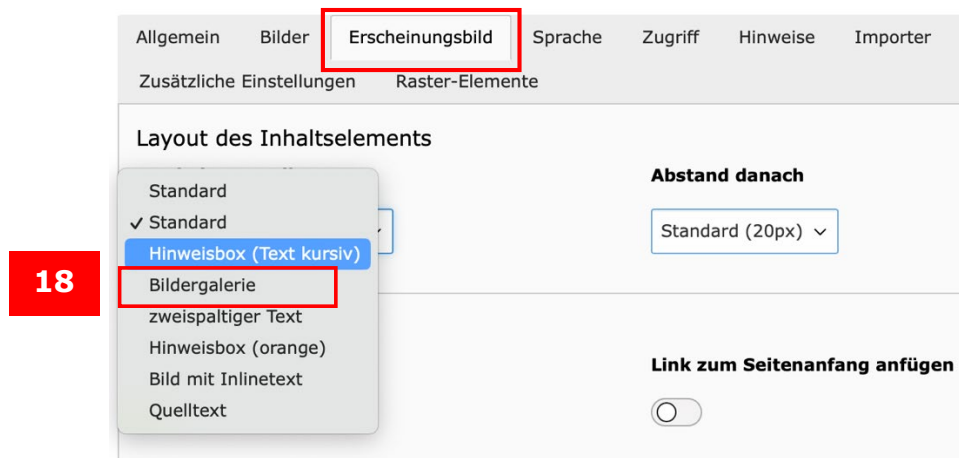 Allgemein Bilder Erscheinungsbild Sprache Zugriff Hinweise Importer
Zusätzliche Einstellungen Raster-Elemente
Layout des Inhaltselements
Abstand danach
Standard
Standard
Standard (20px)
Hinweisbox (Text kursiv)
18
Bildergalerie
zweispaltiger Text
Hinweisbox (orange)
Link zum Seitenanfang anfügen
Bild mit Inlinetext
Quelltext